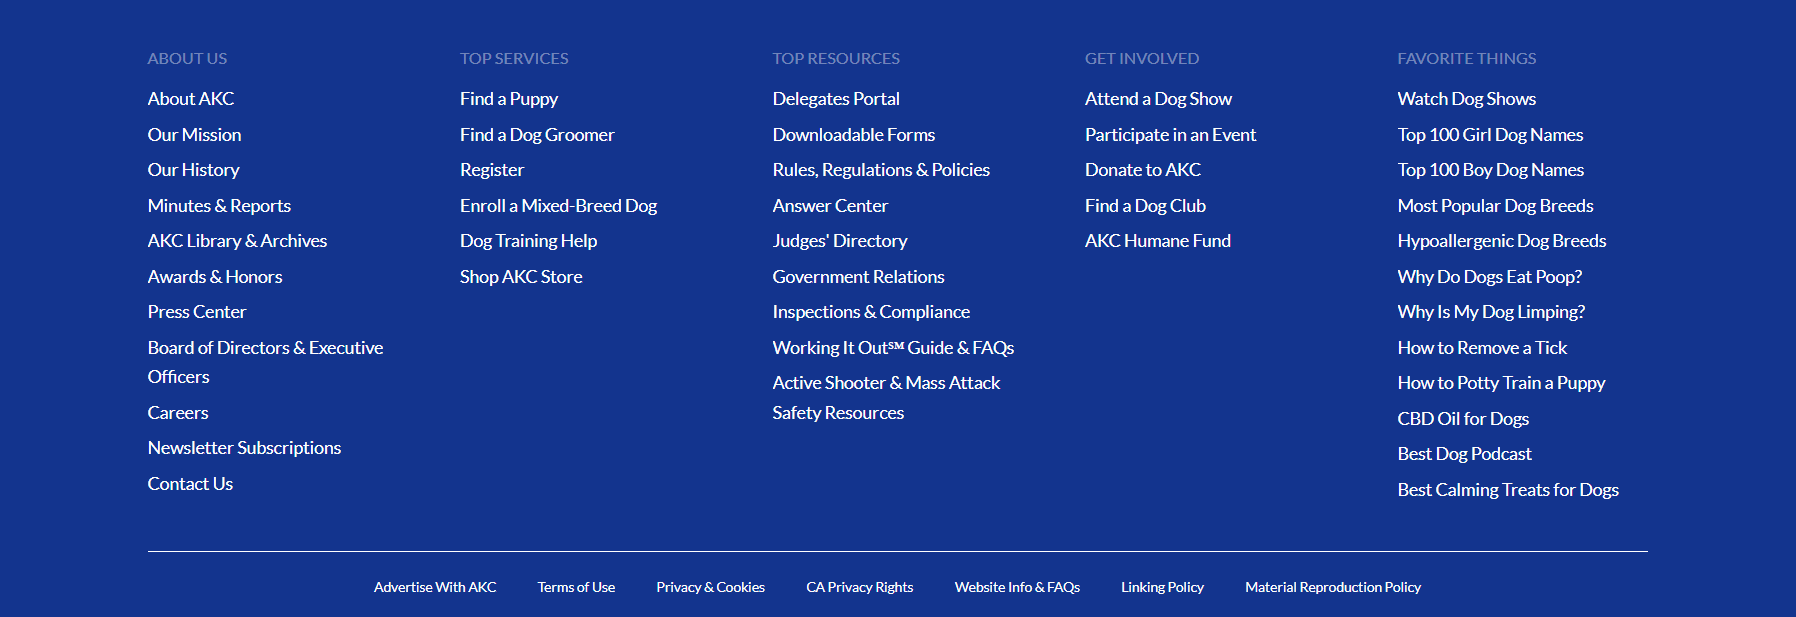 ABOUT US
About AKC
Our Mission
Our History
Minutes & Reports
AKC Library & Archives
Awards & Honors
Press Center
Board of Directors & Executive
Officers
Careers
Newsletter Subscriptions
Contact Us
TOP SERVICES
Find a Puppy
Find a Dog Groomer
Register
Enroll a Mixed-Breed Dog
Dog Training Help
Shop AKC Store
TOP RESOURCES
Delegates Portal
Downloadable Forms
Rules, Regulations & Policies
Answer Center
Judges' Directory
Government Relations
Inspections & Compliance
Working It Out℠ Guide & FAQs
Active Shooter & Mass Attack
Safety Resources
GET INVOLVED
Attend a Dog Show
Participate in an Event
Donate to AKC
Find a Dog Club
AKC Humane Fund
FAVORITE THINGS
Watch Dog Shows
Top 100 Girl Dog Names
Top 100 Boy Dog Names
Most Popular Dog Breeds
Hypoallergenic Dog Breeds
Why Do Dogs Eat Poop?
Why Is My Dog Limping?
How to Remove a Tick
How to Potty Train a Puppy
CBD Oil for Dogs
Best Dog Podcast
Best Calming Treats for Dogs
Advertise With AKC Terms of Use Privacy & Cookies CA Privacy Rights Website Info & FAQs Linking Policy Material Reproduction Policy